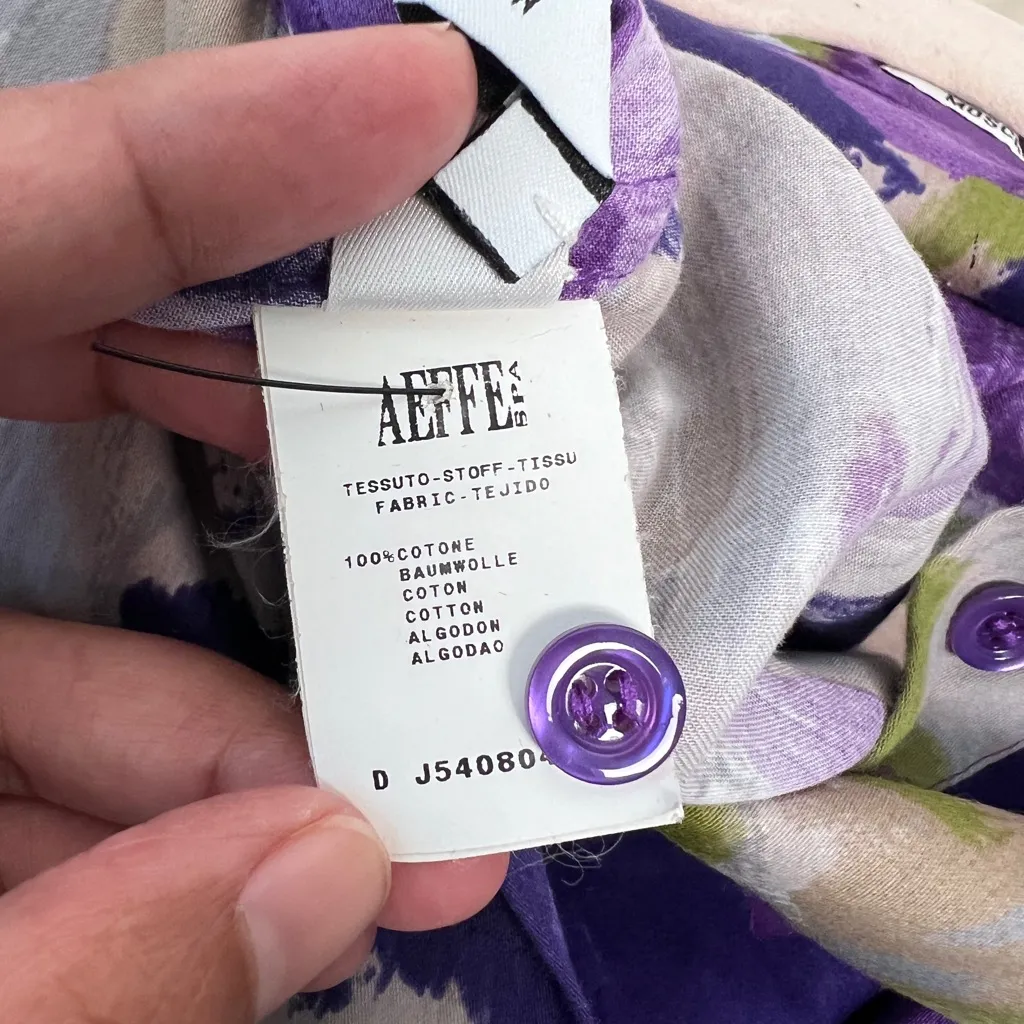 AEFFE SPA
TESSUTO-STOFF-TISSU
FABRIC-TEJIDO
100%COTONE
BAUMWOLLE
COTON
COTTON
ALGODON
ALGODAO
D J540804